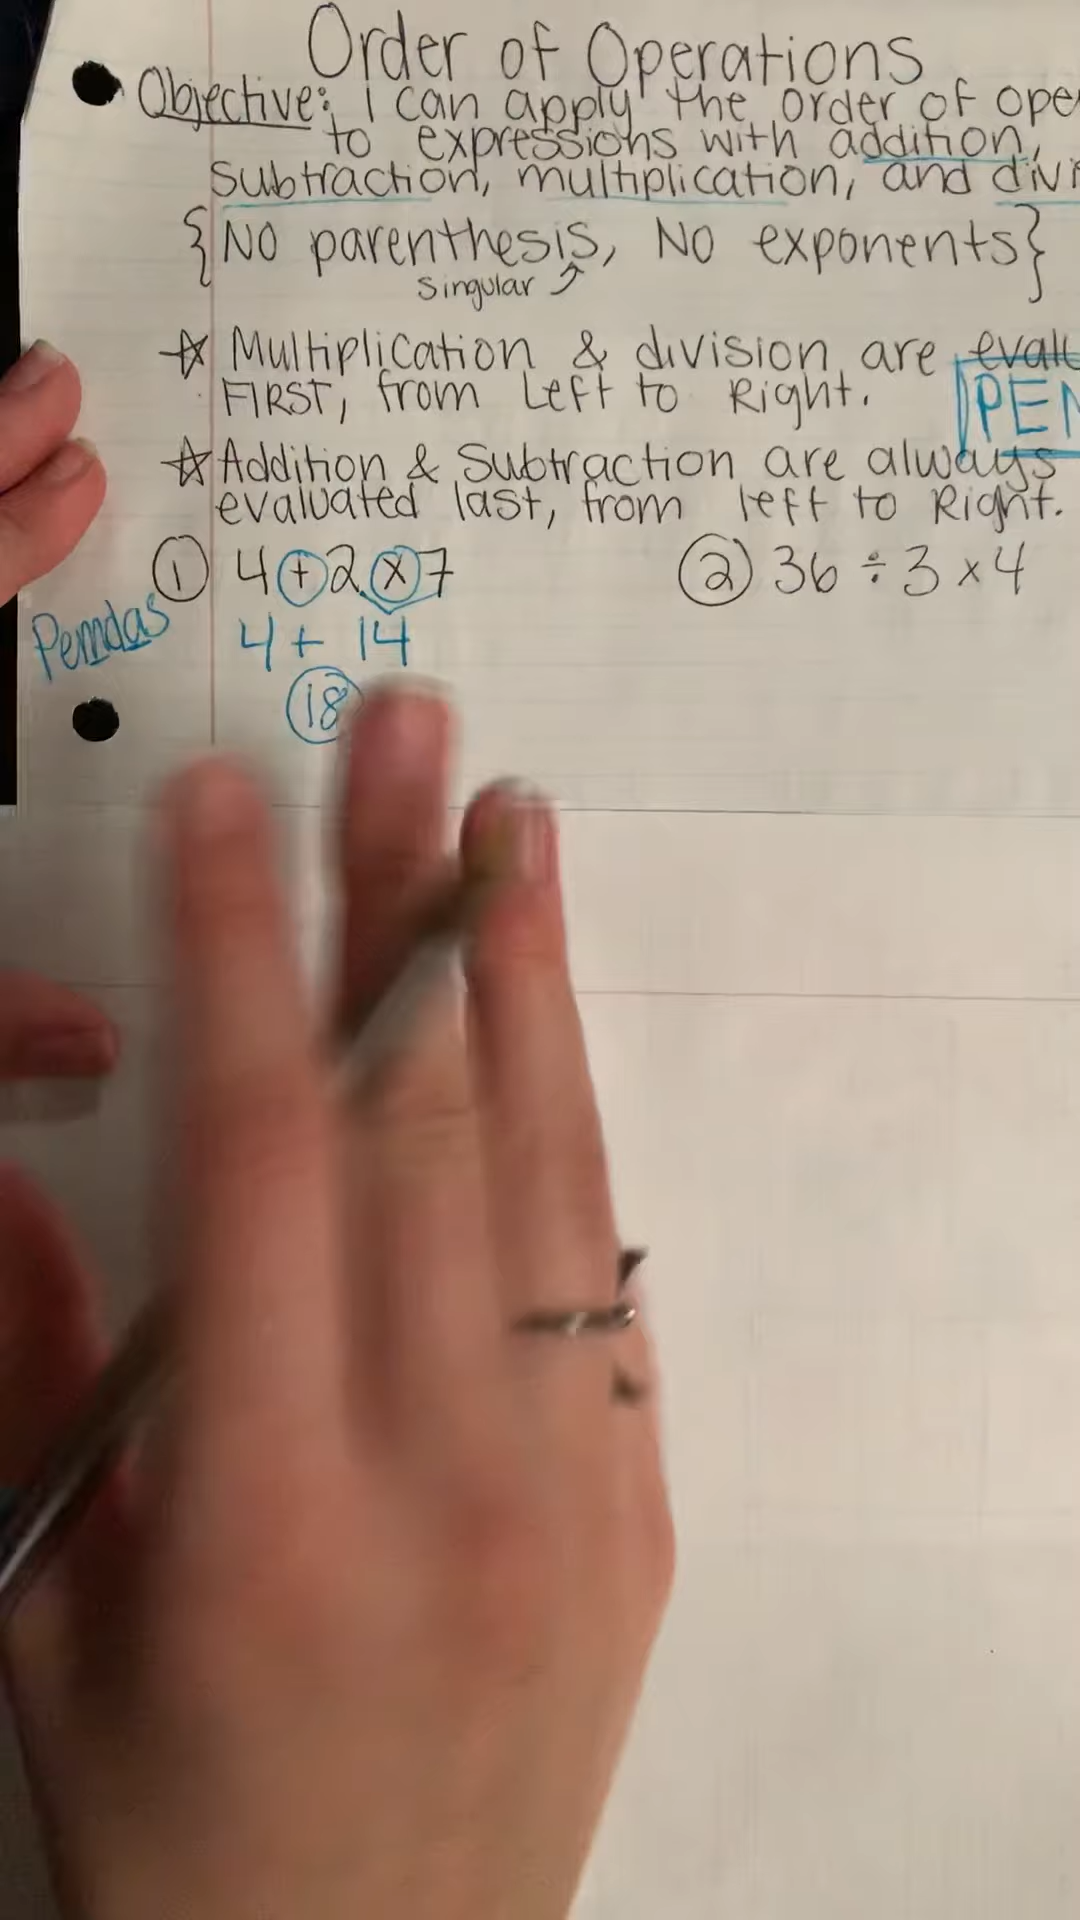 Order of Operations
Objective: I can apply the order of ope
to expressions with addition,
subtraction, multiplication, and divi
{NO parenthesis, NO exponents}
singular
☆ Multiplication & division are evalu
FIRST, from Left to Right.
PEM
☆ Addition & Subtraction are always
evaluated last, from left to Right.
① 4 + 2 x 7
② 36 ÷ 3 x 4
Pemdas
4 + 14
18